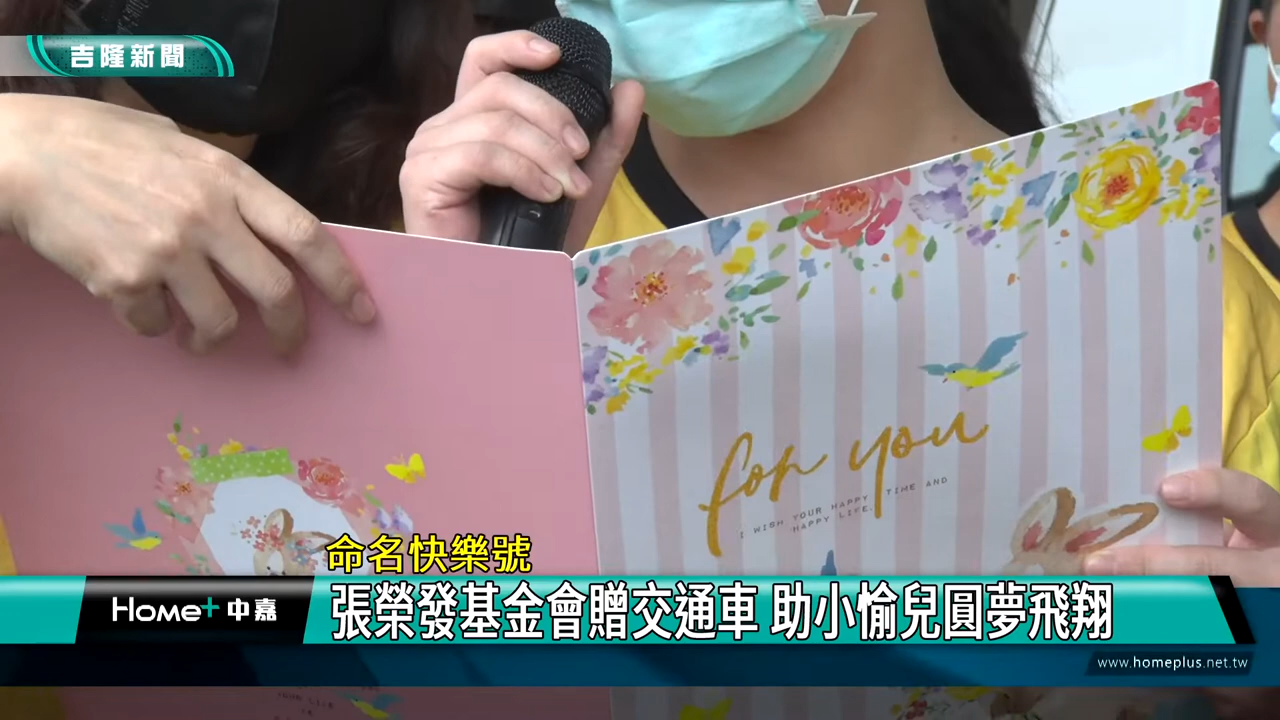 吉隆新聞
for you
I WISH YOUR HAPPY TIME AND
HAPPY LIFE.
命名快樂號
Home+中嘉
張榮發基金會贈交通車 助小愉兒圓夢飛翔
www.homeplus.net.tw